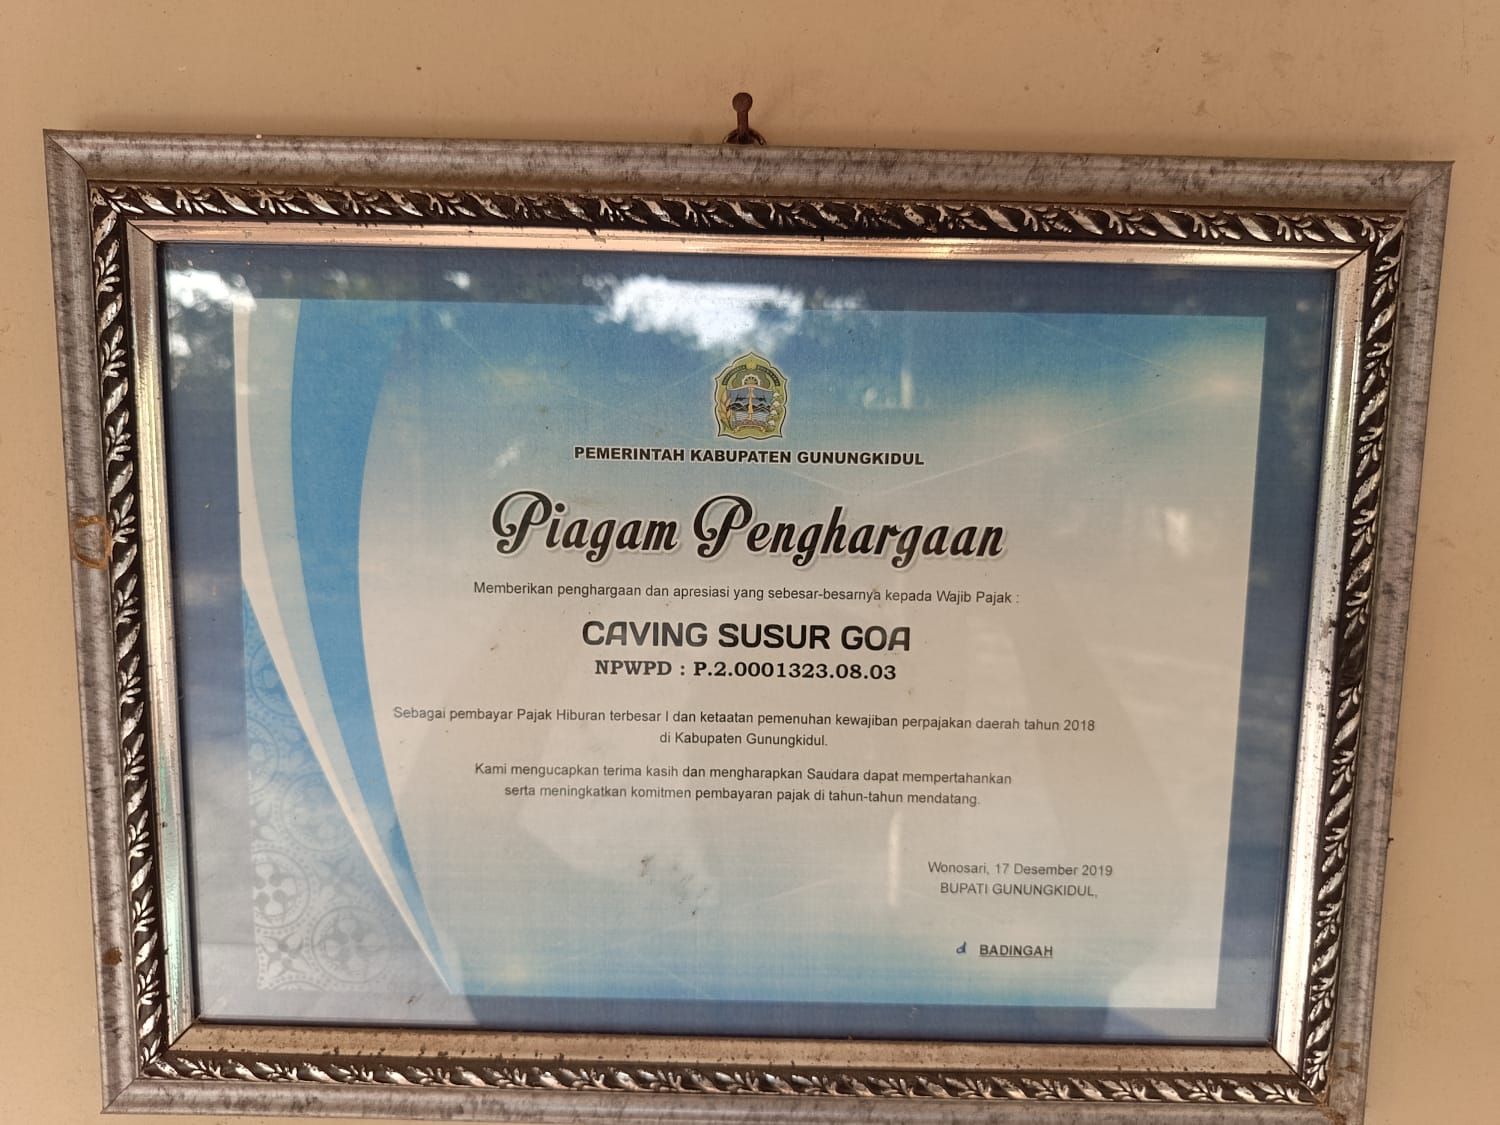 PEMERINTAH KABUPATEN GUNUNGKIDUL
Piagam Penghargaan
Memberikan penghargaan dan apresiasi yang sebesar-besarnya kepada Wajib Pajak :
CAVING SUSUR GOA
NPWPD : P.2.0001323.08.03
Sebagai pembayar Pajak Hiburan terbesar I dan ketaatan pemenuhan kewajiban perpajakan daerah tahun 2018
di Kabupaten Gunungkidul.
Kami mengucapkan terima kasih dan mengharapkan Saudara dapat mempertahankan
serta meningkatkan komitmen pembayaran pajak di tahun-tahun mendatang.
Wonosari, 17 Desember 2019
BUPATI GUNUNGKIDUL,
BADINGAH